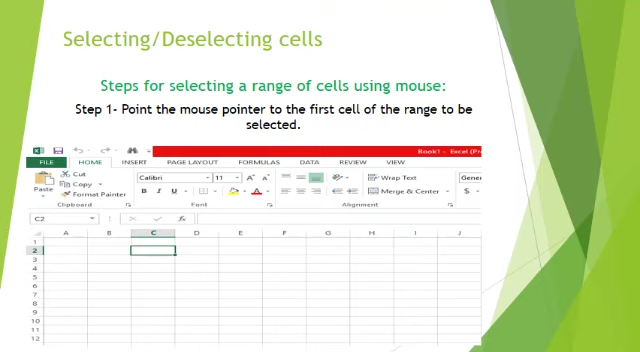 Selecting/Deselecting cells
Steps for selecting a range of cells using mouse:
Step 1- Point the mouse pointer to the first cell of the range to be
selected.
Book1 - Excel (Pr
FILE HOME INSERT PAGE LAYOUT FORMULAS DATA REVIEW VIEW
Cut
Calibri 11 A A Wrap Text Gener
Copy
Paste
Format Painter B I U A Merge & Center $
Clipboard Font Alignment
C2 fx
A B C D E F G H I J
1
2
3
4
5
6
7
8
9
10
11
12